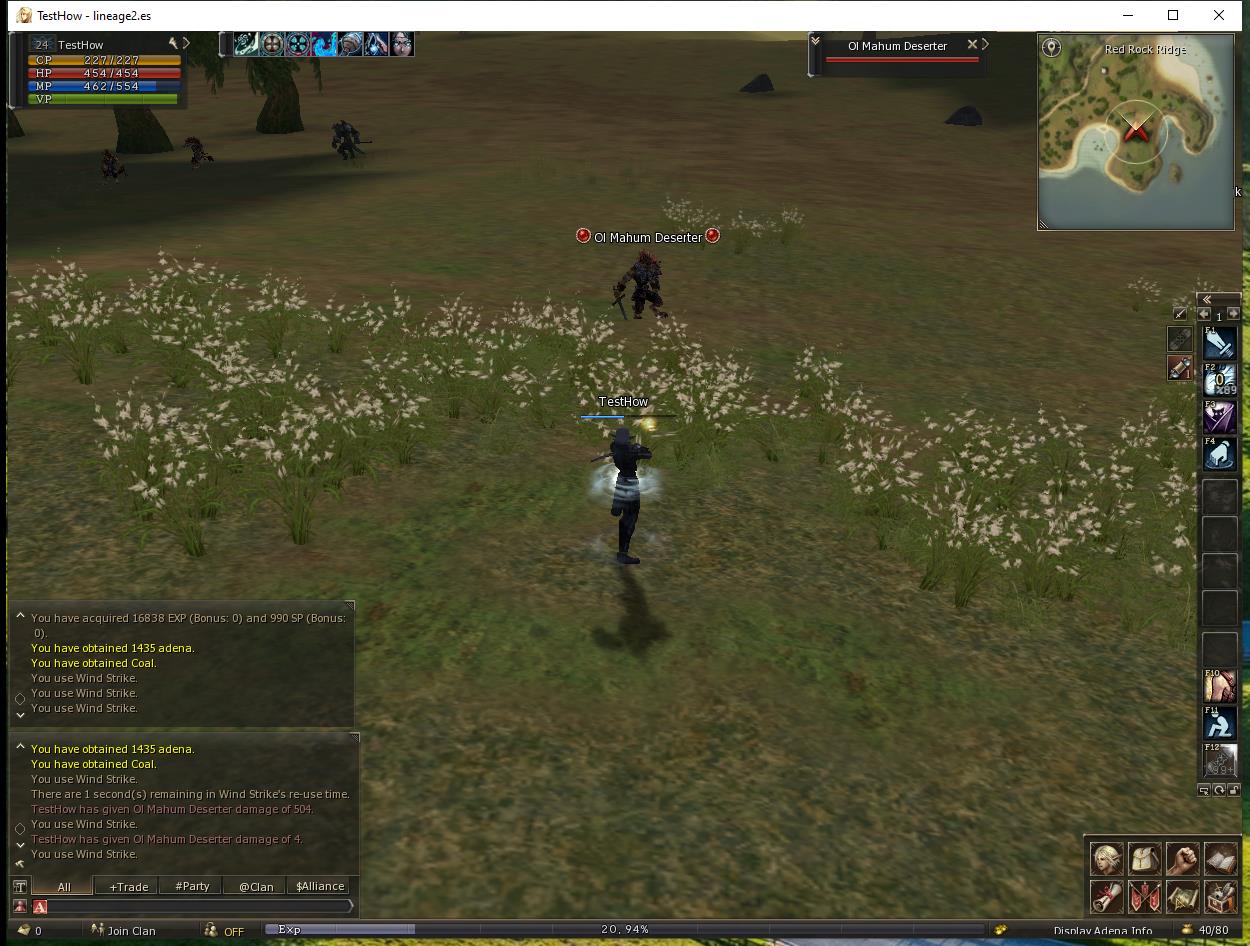 TestHow - lineage2.es
24 TestHow
CP 227/227
HP 454/454
MP 462/554
VP
Ol Mahum Deserter
Red Rock Ridge
k
Ol Mahum Deserter
TestHow
1
F1
F2
0
%89
F3
F4
F10
F11
F12
99+
You have acquired 16838 EXP (Bonus: 0) and 990 SP (Bonus:
0).
You have obtained 1435 adena.
You have obtained Coal.
You use Wind Strike.
You use Wind Strike.
You use Wind Strike.
You have obtained 1435 adena.
You have obtained Coal.
You use Wind Strike.
There are 1 second(s) remaining in Wind Strike's re-use time.
TestHow has given Ol Mahum Deserter damage of 504.
You use Wind Strike.
TestHow has given Ol Mahum Deserter damage of 4.
You use Wind Strike.
All +Trade #Party @Clan $Alliance
A
0 Join Clan OFF Exp 20, 94% Display Adena Info 40/80